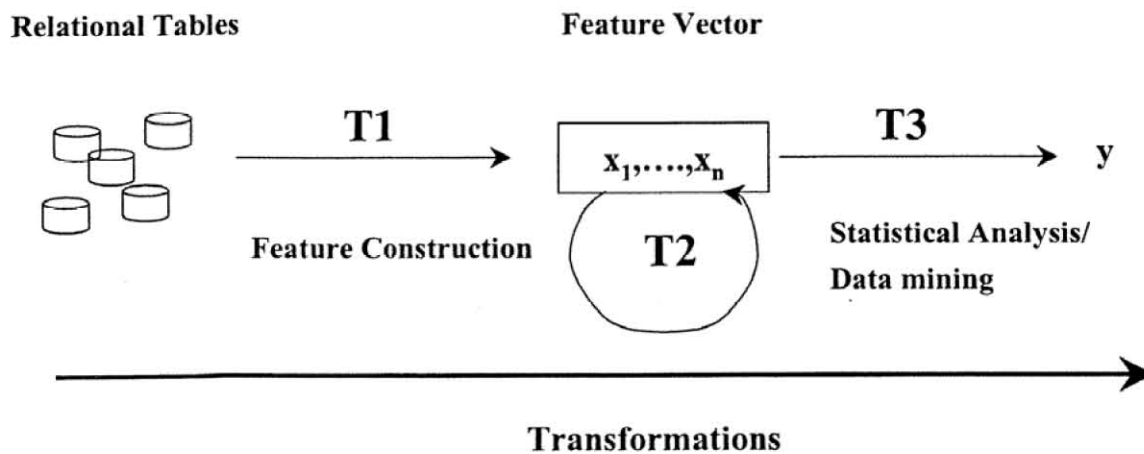 Relational Tables
Feature Vector
T1
T3
x1,….,xn
y
Feature Construction
T2
Statistical Analysis/
Data mining
Transformations